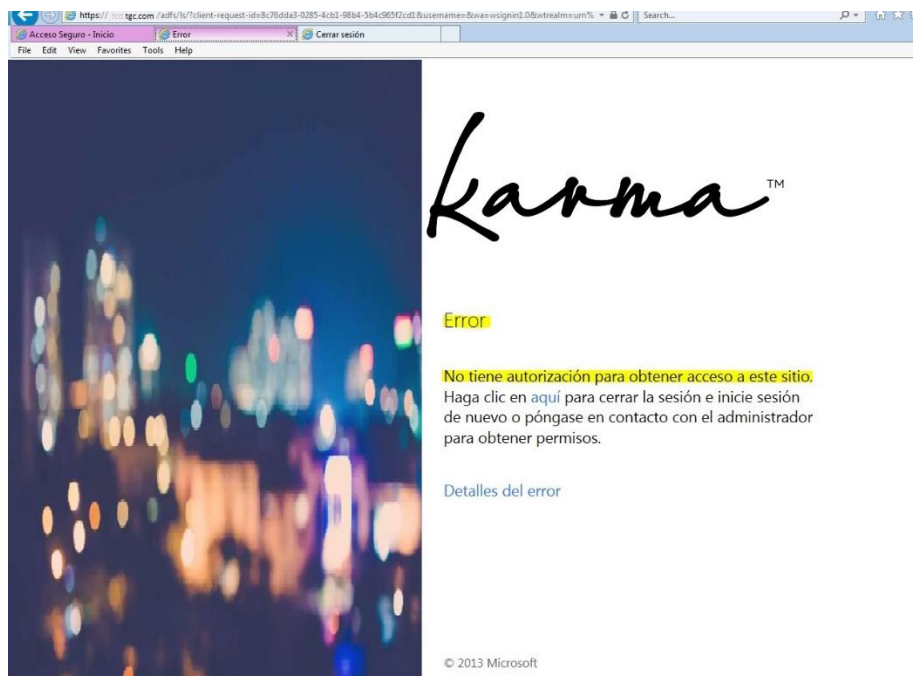 tgc.com /adfs/ls/?client-request-id=8c76dda3-0285-4cb1-98b4-5b4c965f2cd1&username=&wa=wsignin1.0&wtrealm=urn%
Search...
Acceso Seguro - Inicio
Error
Cerrar sesión
File Edit View Favorites Tools Help
karma™
Error
No tiene autorización para obtener acceso a este sitio.
Haga clic en aquí para cerrar la sesión e inicie sesión
de nuevo o póngase en contacto con el administrador
para obtener permisos.
Detalles del error
© 2013 Microsoft